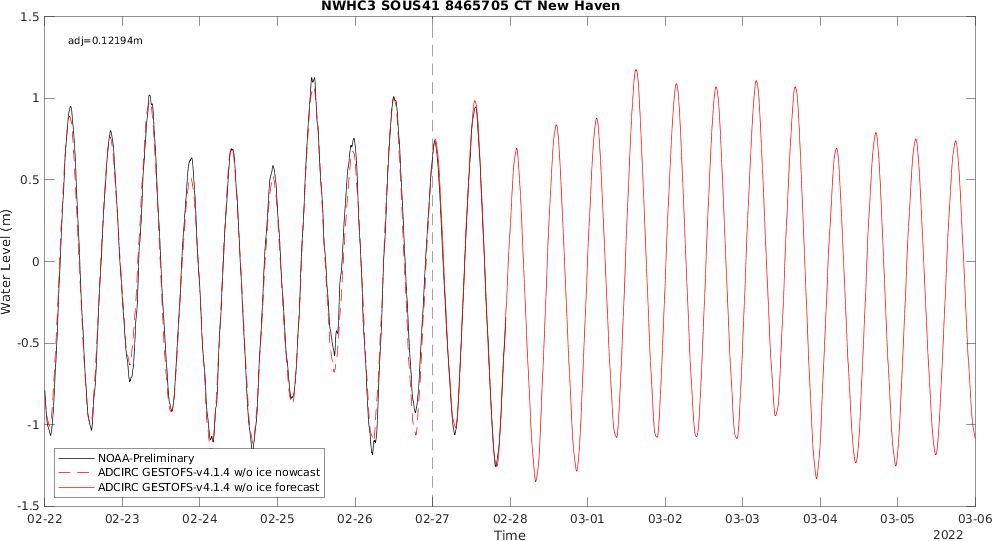 NWHC3 SOUS41 8465705 CT New Haven
adj=0.12194m
1.5
1
0.5
0
-0.5
-1
-1.5
Water Level (m)
NOAA-Preliminary
ADCIRC GESTOFS-v4.1.4 w/o ice nowcast
ADCIRC GESTOFS-v4.1.4 w/o ice forecast
02-22 02-23 02-24 02-25 02-26 02-27 02-28 03-01 03-02 03-03 03-04 03-05 03-06
Time
2022